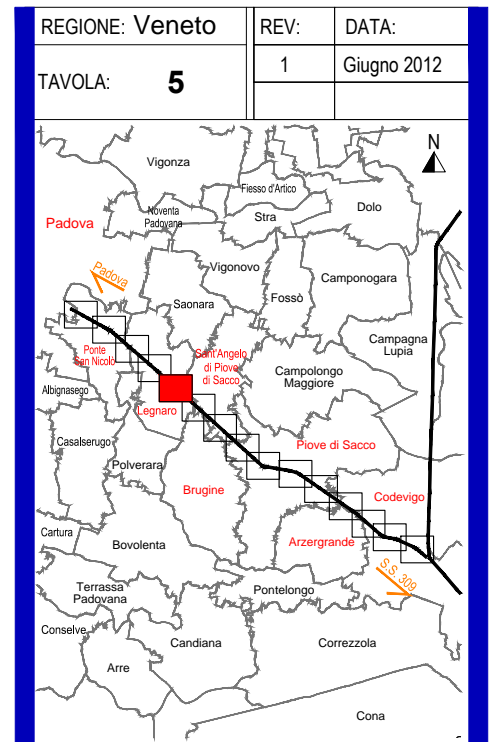 REGIONE: Veneto
REV:
DATA:
1
Giugno 2012
TAVOLA: 5
N
Vigonza
Fiesso d'Artico
Noventa
Padovana
Stra
Dolo
Padova
Padova
Vigonovo
Camponogara
Saonara
Fossò
Campagna
Lupia
Ponte
San Nicolò
Sant'Angelo
di Piove
di Sacco
Campolongo
Maggiore
Albignasego
Legnaro
Casalserugo
Piove di Sacco
Polverara
Brugine
Codevigo
Cartura
Bovolenta
Arzergrande
S.S. 309
Terrassa
Padovana
Pontelongo
Conselve
Candiana
Correzzola
Arre
Cona